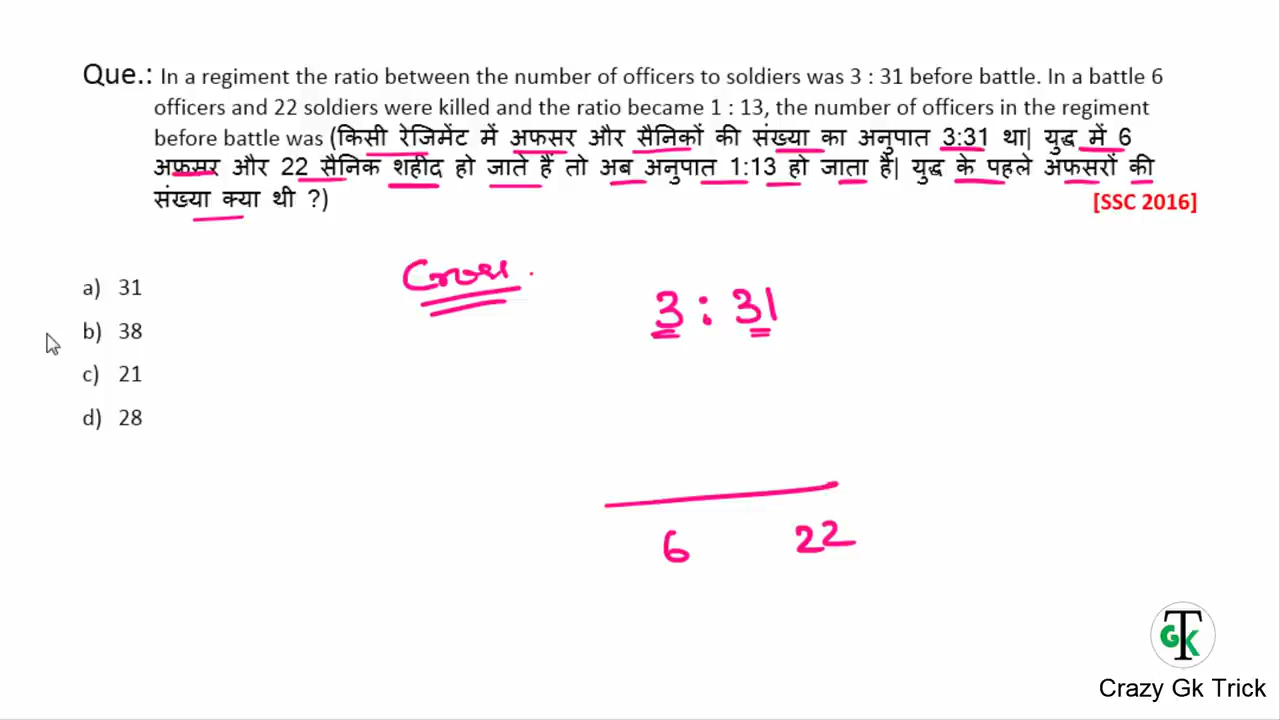 Que.: In a regiment the ratio between the number of officers to soldiers was 3 : 31 before battle. In a battle 6
officers and 22 soldiers were killed and the ratio became 1 : 13, the number of officers in the regiment
before battle was (किसी रेजिमेंट में अफसर और सैनिकों की संख्या का अनुपात 3:31 था| युद्ध में 6
अफसर और 22 सैनिक शहीद हो जाते हैं तो अब अनुपात 1:13 हो जाता है| युद्ध के पहले अफसरों की
संख्या क्या थी ?)
[SSC 2016]
Cross
3 : 31
a) 31
b) 38
c) 21
d) 28
6 22
GTK
Crazy Gk Trick